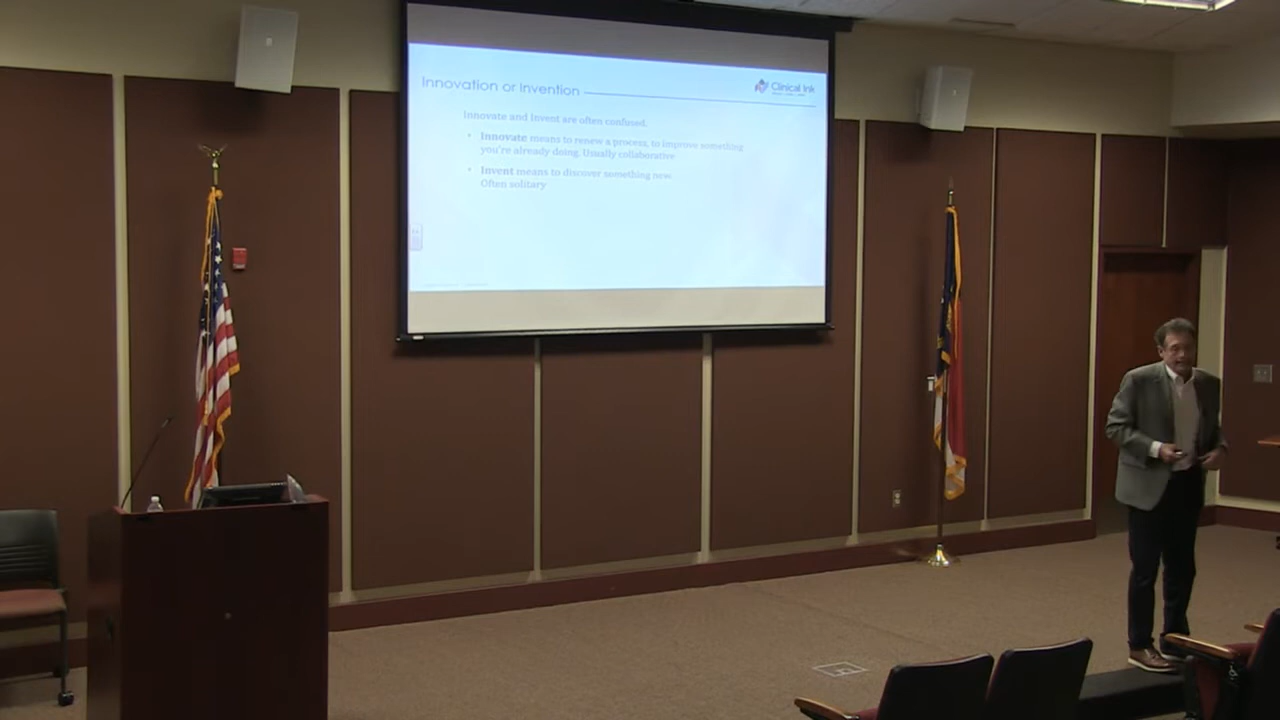 Innovation or Invention
Clinical Ink
Innovate and Invent are often confused.
• Innovate means to renew a process, to improve something
you're already doing. Usually collaborative
• Invent means to discover something new.
Often solitary